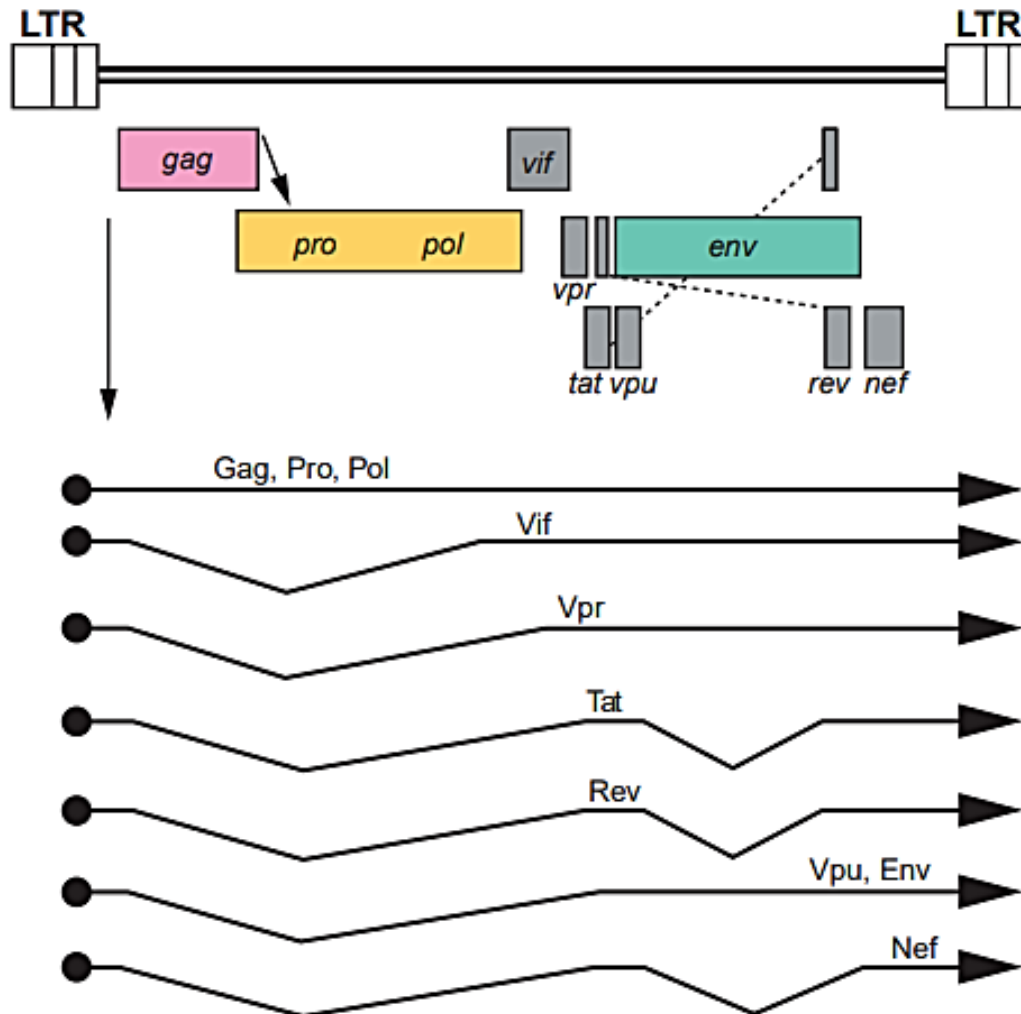 LTR LTR
gag vif
pro pol env
vpr
tat vpu rev nef
Gag, Pro, Pol
Vif
Vpr
Tat
Rev
Vpu, Env
Nef